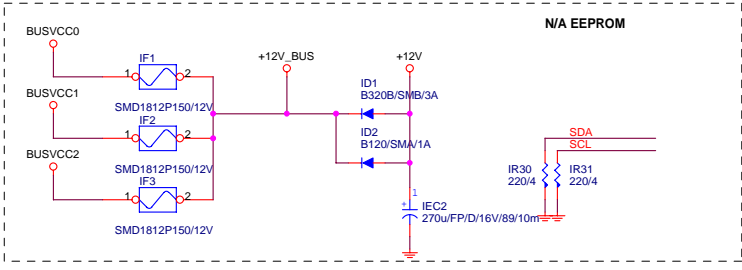 N/A EEPROM
BUSVCC0
IF1
1
2
SMD1812P150/12V
BUSVCC1
IF2
1
2
SMD1812P150/12V
BUSVCC2
IF3
1
2
SMD1812P150/12V
+12V_BUS
+12V
ID1
B320B/SMB/3A
ID2
B120/SMA/1A
1
+
IEC2
270u/FP/D/16V/89/10m
SDA
SCL
IR30
220/4
IR31
220/4